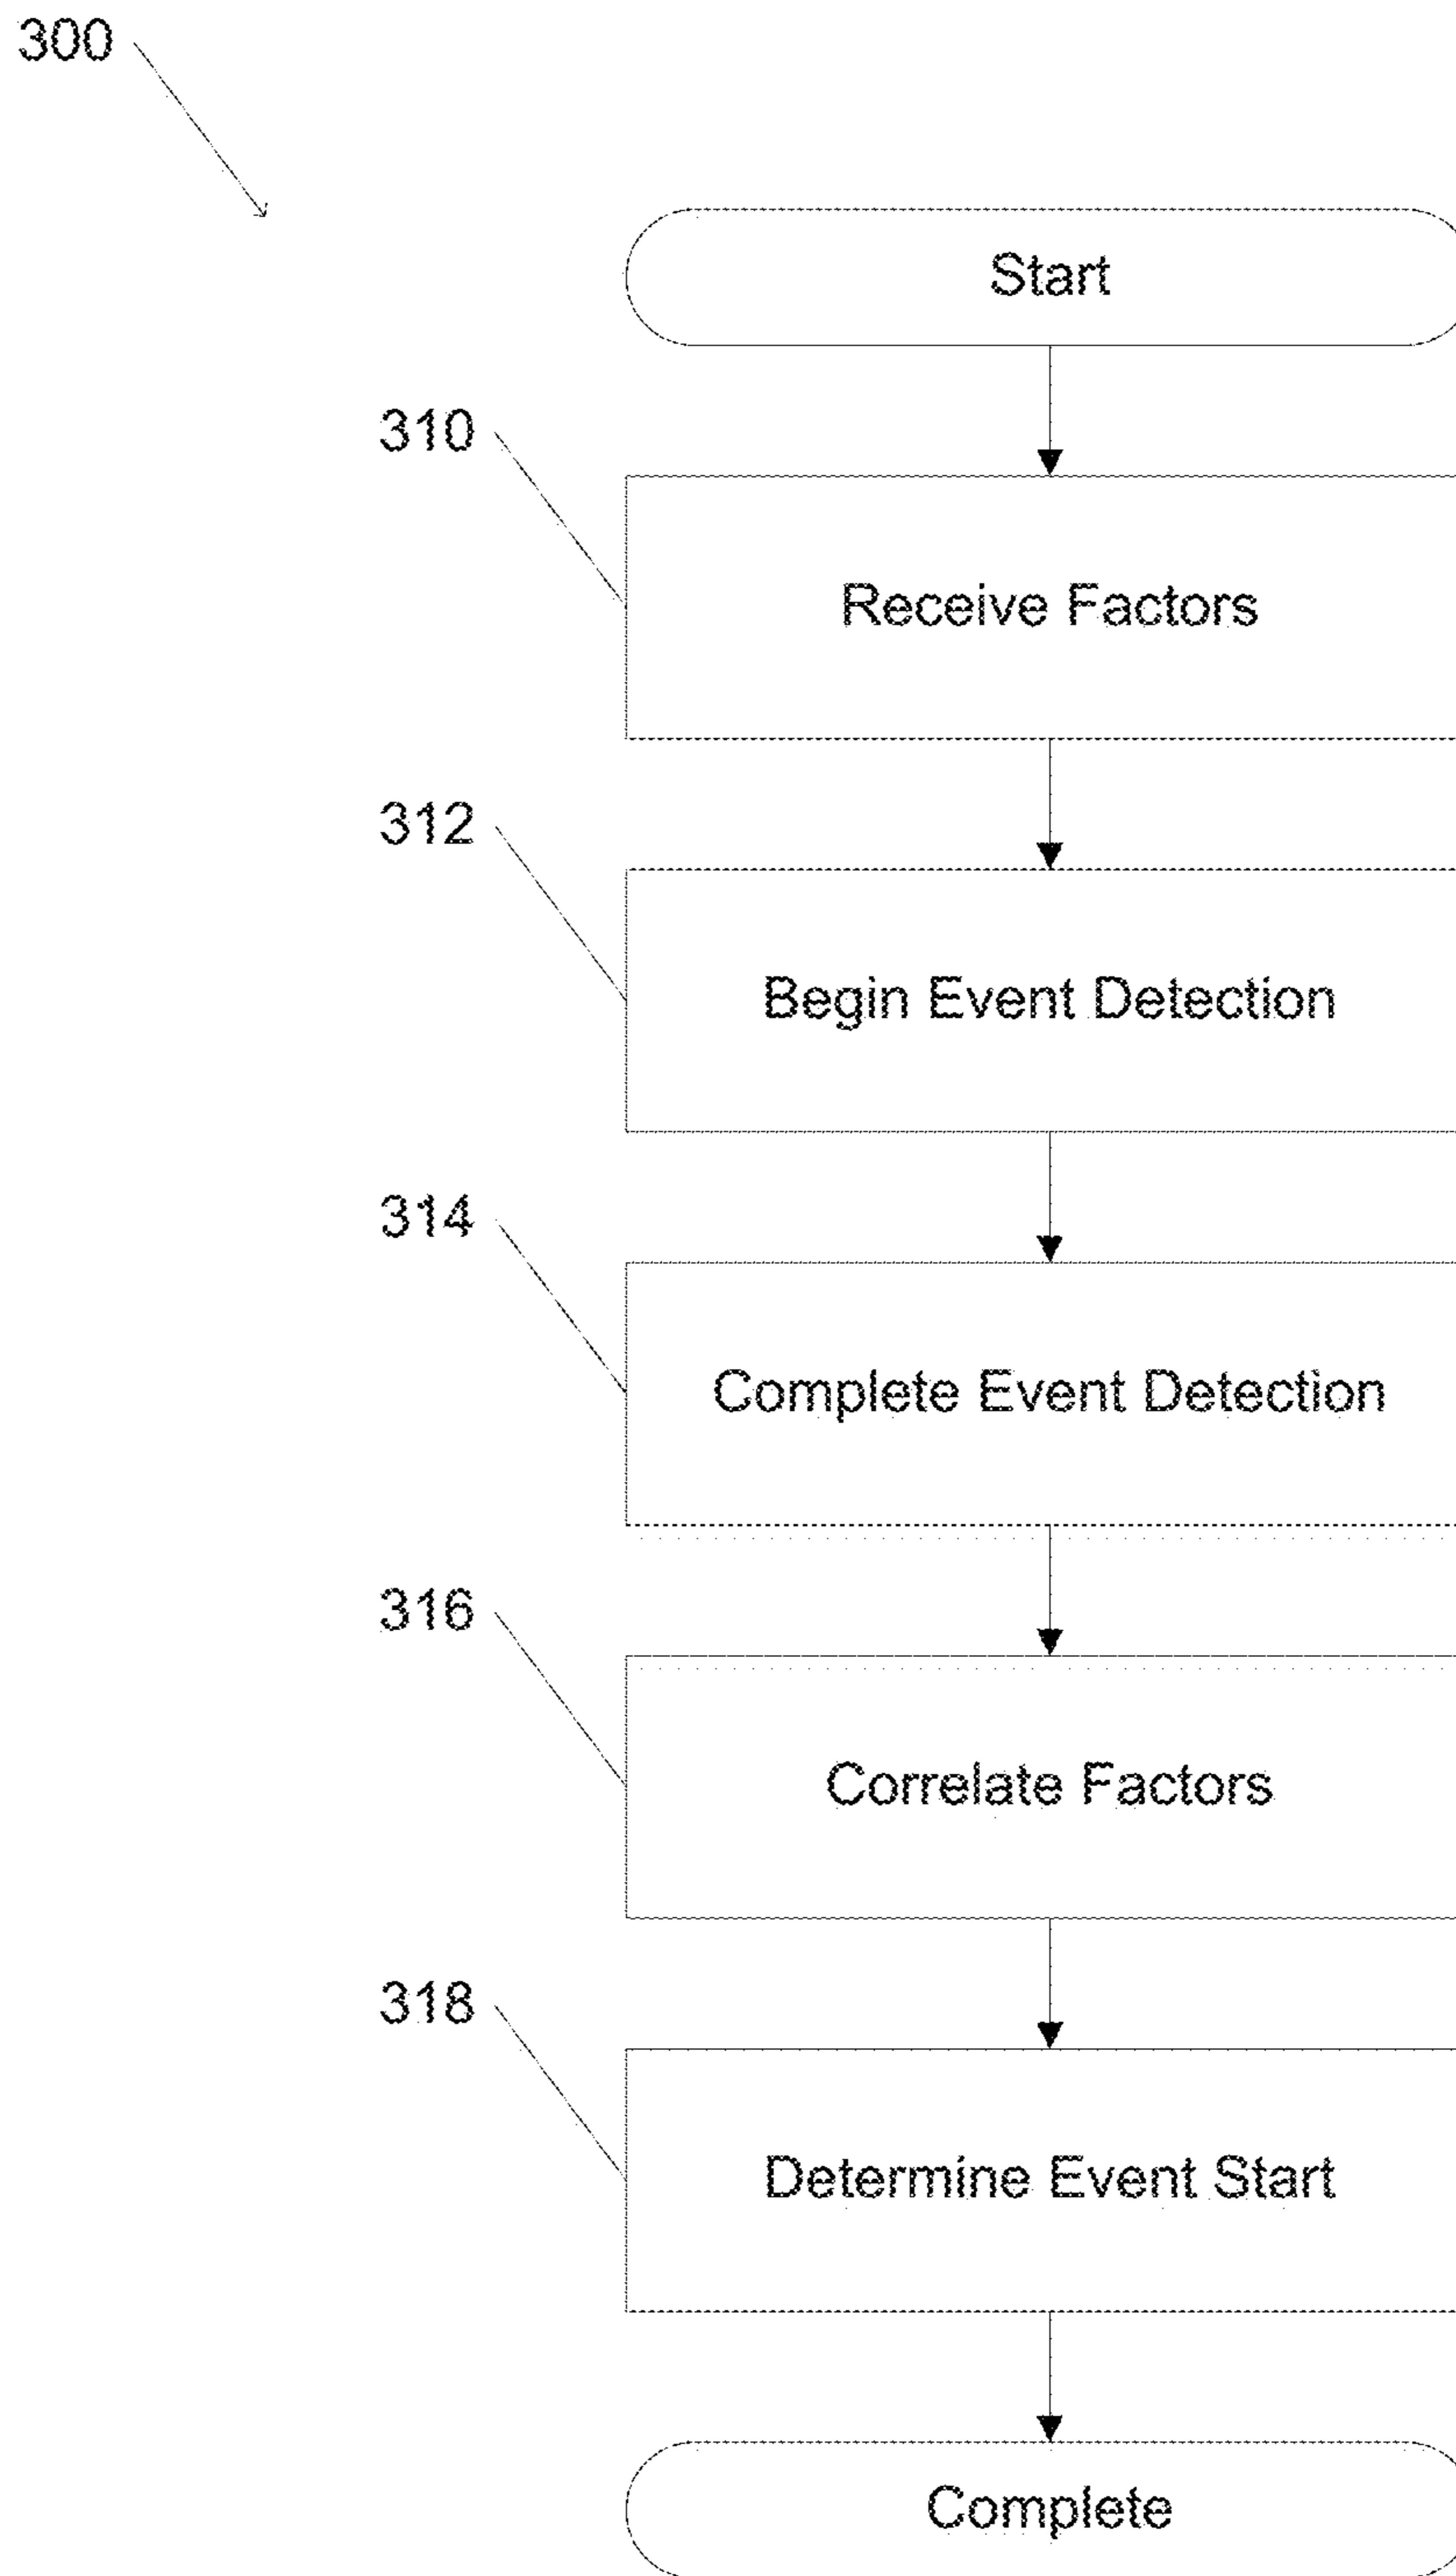 300
Start
310
Receive Factors
312
Begin Event Detection
314
Complete Event Detection
316
Correlate Factors
318
Determine Event Start
Complete